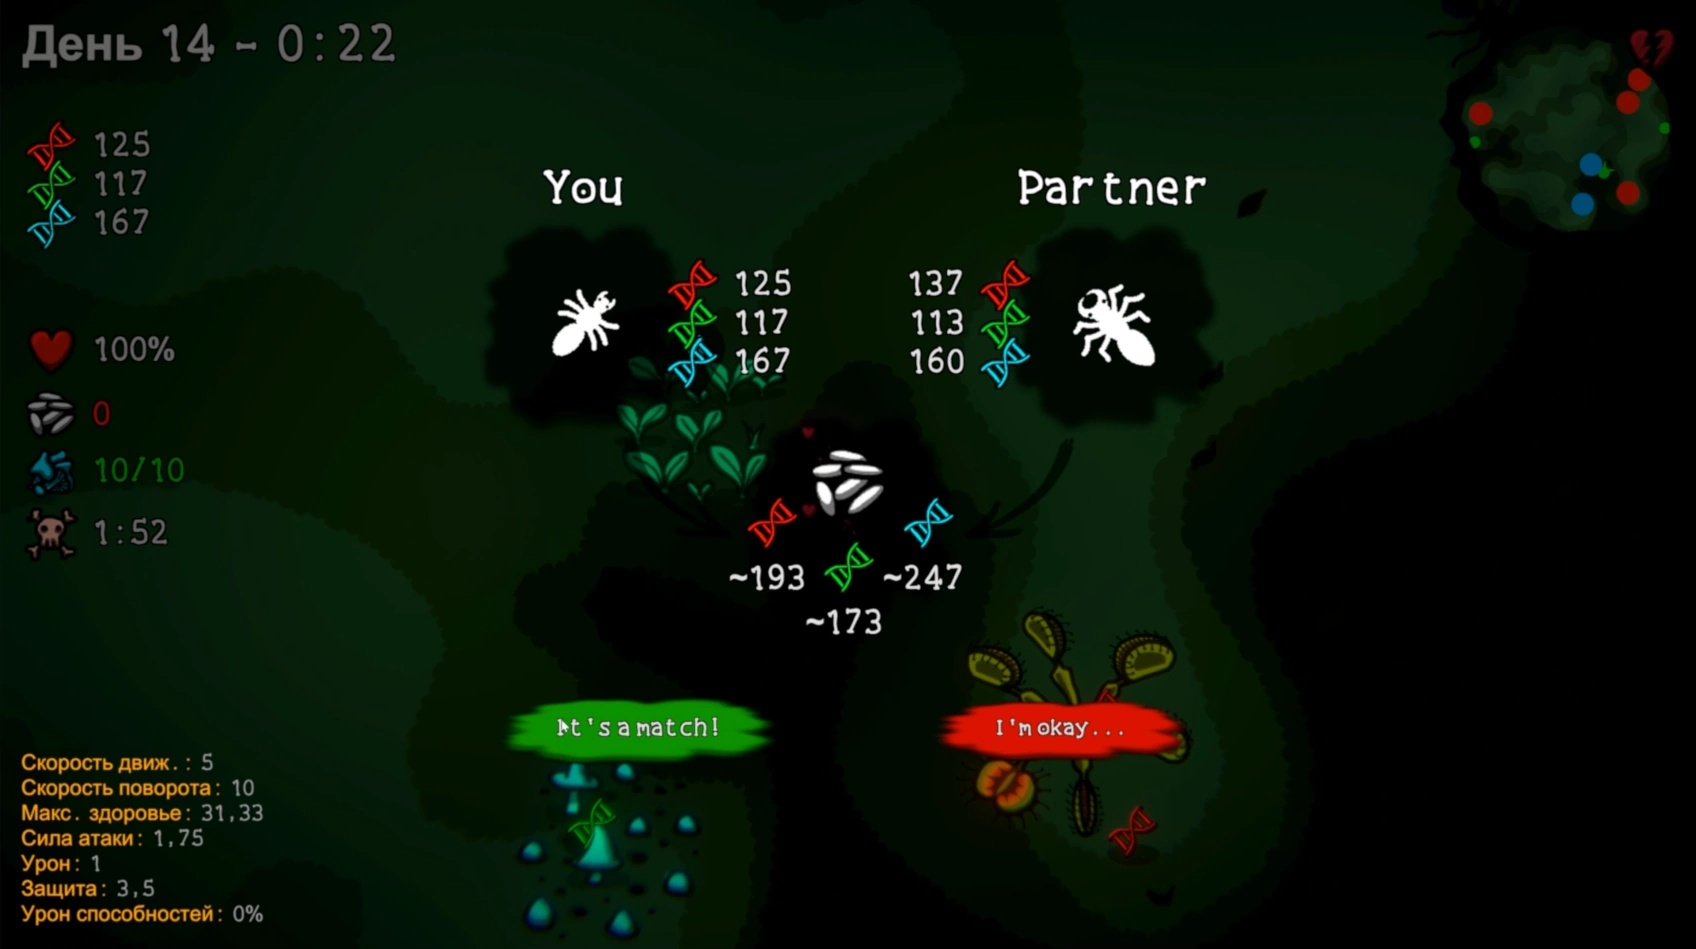 День 14 - 0:22
125
117
167
You
Partner
125
117
167
137
113
160
100%
0
10/10
1:52
~193
~247
~173
It's a match!
I'm okay...
Скорость движ.: 5
Скорость поворота: 10
Макс. здоровье: 31,33
Сила атаки: 1,75
Урон: 1
Защита: 3,5
Урон способностей: 0%